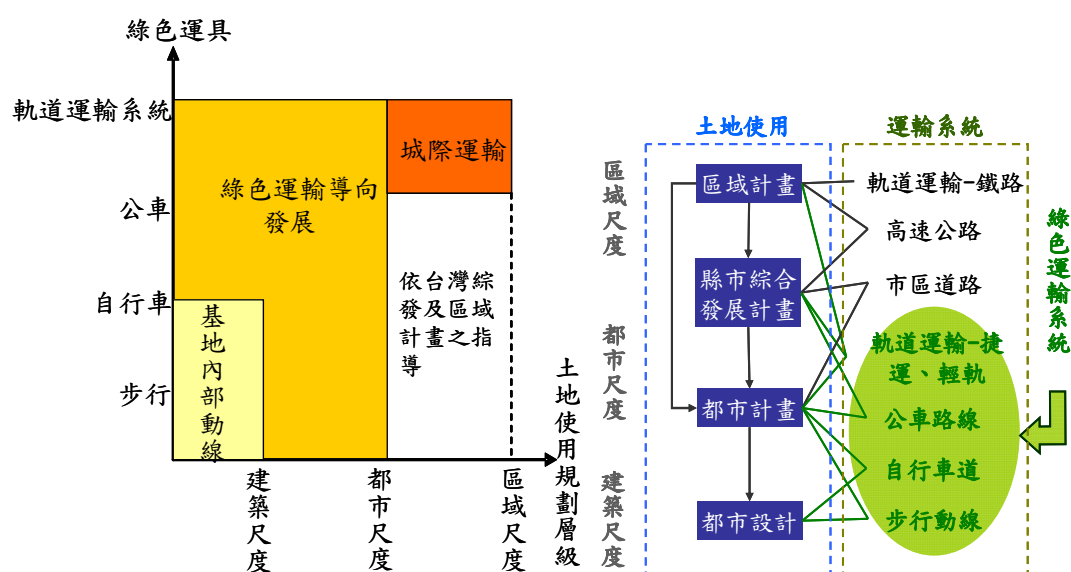 綠色運具
軌道運輸系統
公車
自行車
步行
綠色運輸導向
發展
城際運輸
基地內部動線
依台灣綜
發及區域
計畫之指
導
建築尺度
都市尺度
區域尺度
土地使用規劃層級
土地使用
運輸系統
區域尺度
都市尺度
建築尺度
區域計畫
縣市綜合
發展計畫
都市計畫
都市設計
軌道運輸-鐵路
高速公路
市區道路
軌道運輸-捷
運、輕軌
公車路線
自行車道
步行動線
綠色運輸系統